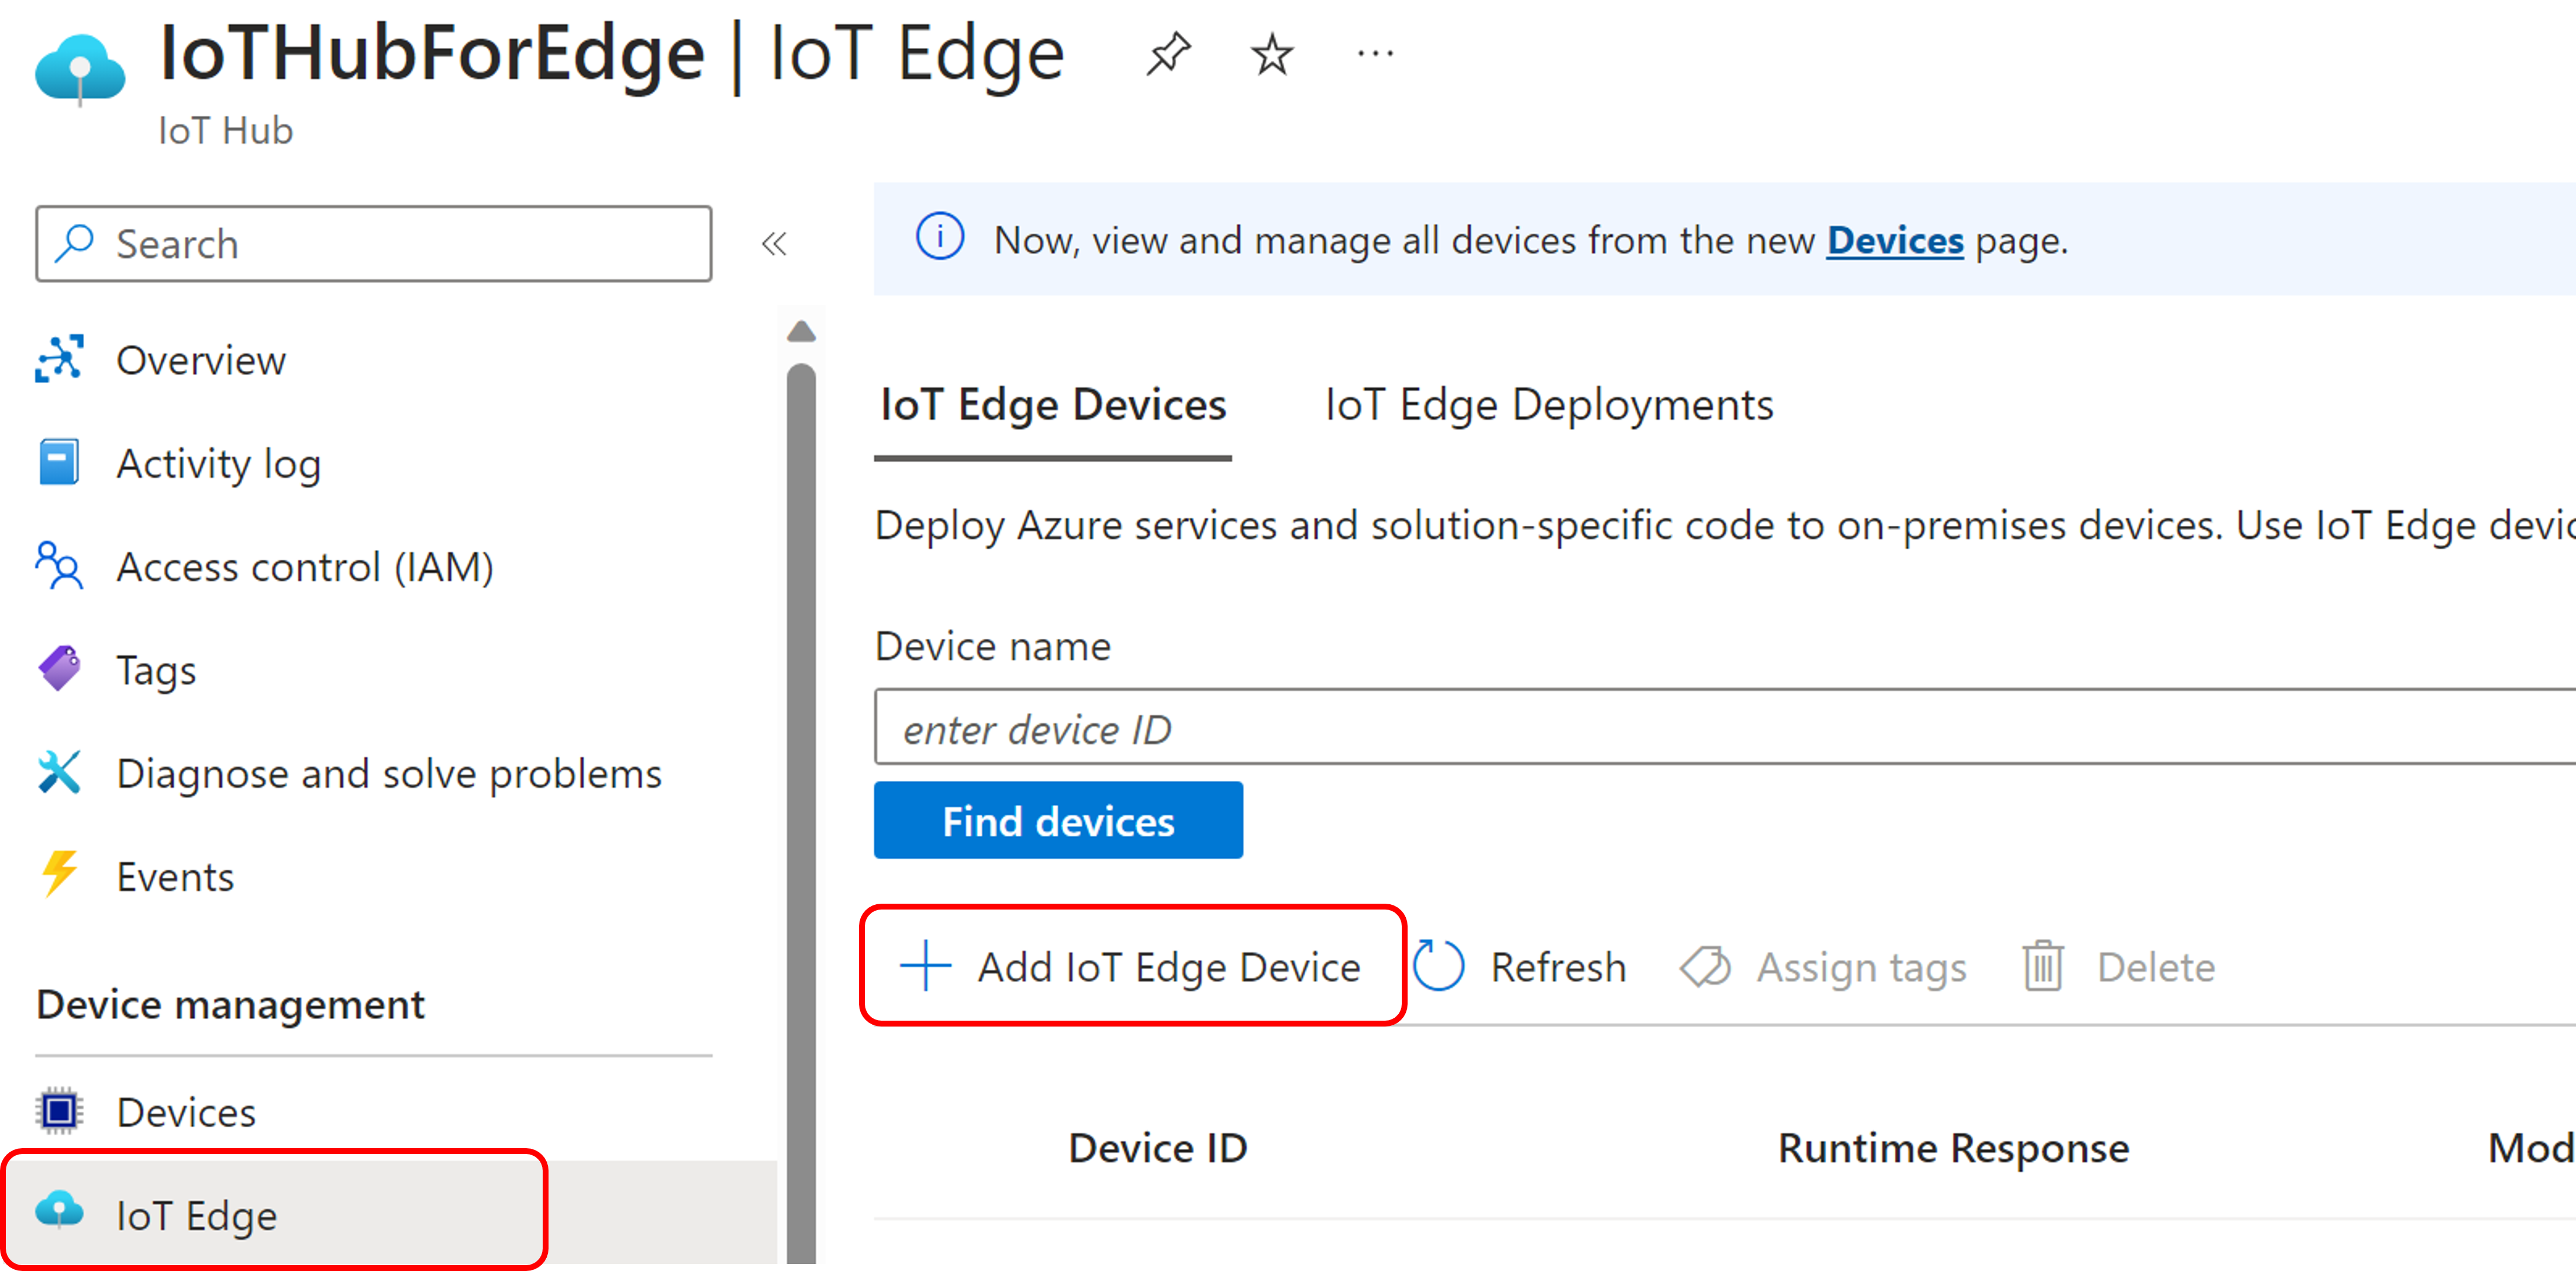 IoTHubForEdge | IoT Edge
IoT Hub
Search
Overview
Activity log
Access control (IAM)
Tags
Diagnose and solve problems
Events
Device management
Devices
IoT Edge
Now, view and manage all devices from the new Devices page.
IoT Edge Devices
IoT Edge Deployments
Deploy Azure services and solution-specific code to on-premises devices. Use IoT Edge
Device name
enter device ID
Find devices
Add IoT Edge Device
Refresh
Assign tags
Delete
Device ID
Runtime Response